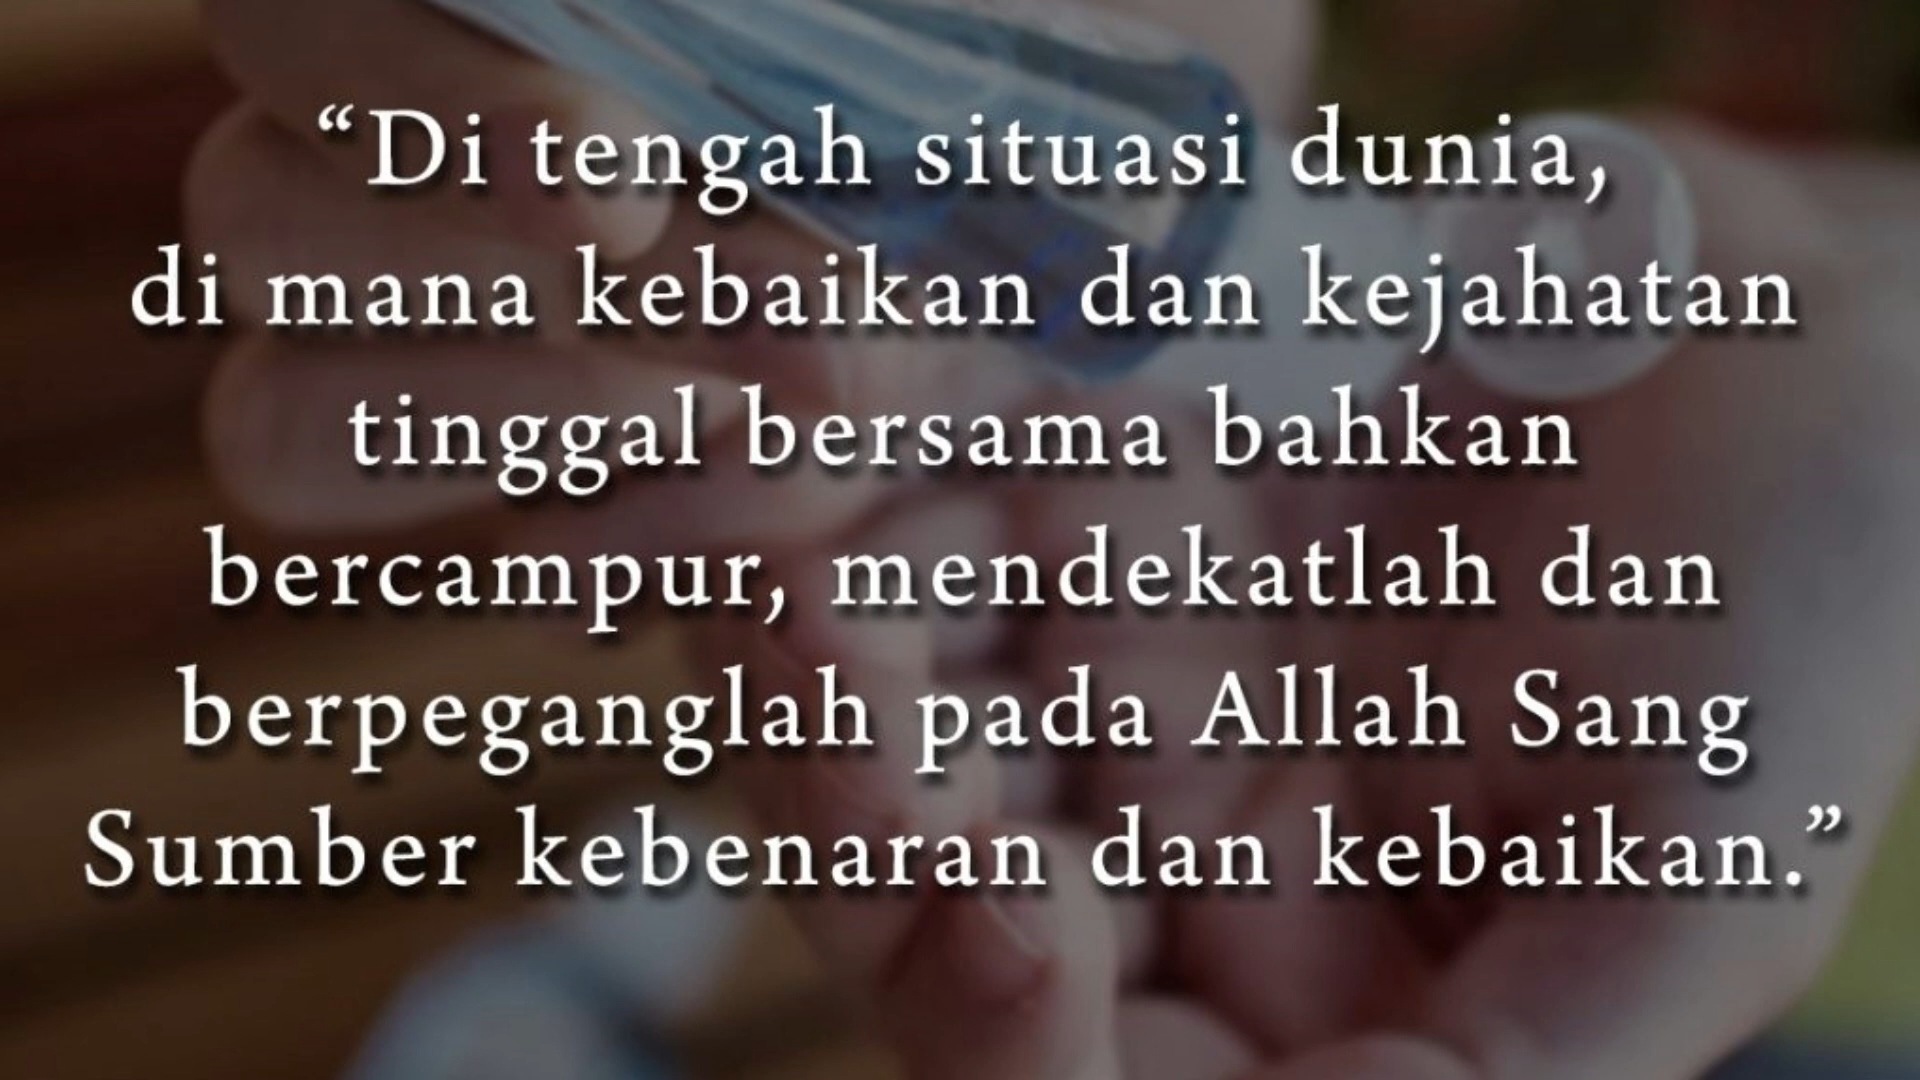 “Di tengah situasi dunia,
di mana kebaikan dan kejahatan
tinggal bersama bahkan
bercampur, mendekatlah dan
berpeganglah pada Allah Sang
Sumber kebenaran dan kebaikan.”